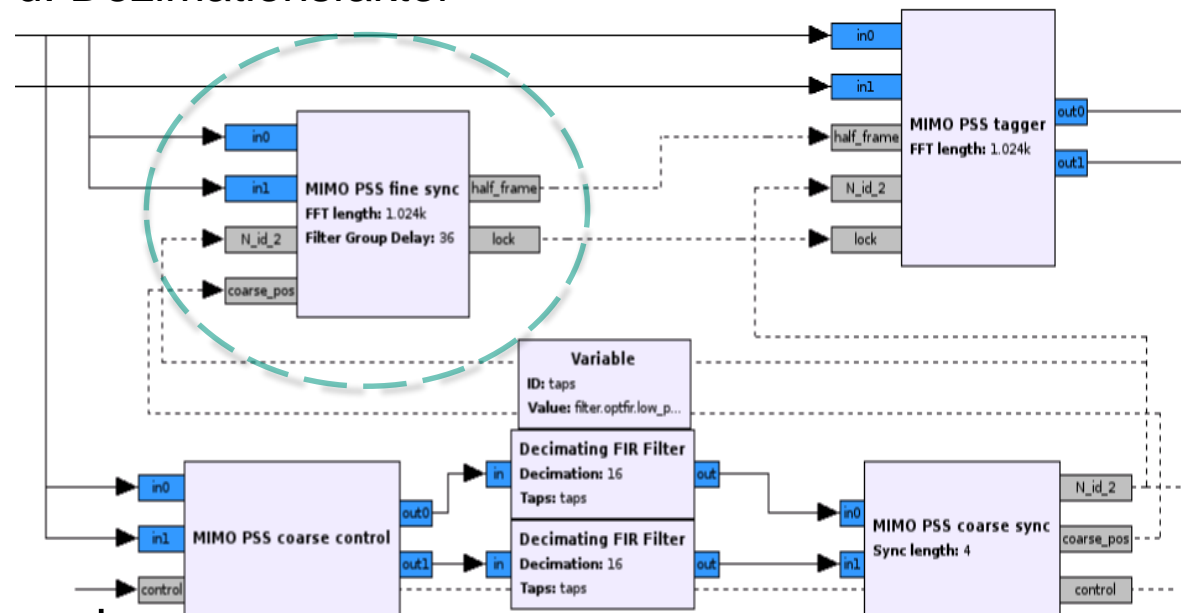 in0
in1
MIMO PSS tagger
FFT length: 1.024k
half_frame
N_id_2
lock
out0
out1
in0
in1
N_id_2
coarse_pos
MIMO PSS fine sync
FFT length: 1.024k
Filter Group Delay: 36
half_frame
lock
Variable
ID: taps
Value: filter.optfir.low_p...
in0
in1
control
MIMO PSS coarse control
out0
out1
in
Decimating FIR Filter
Decimation: 16
Taps: taps
out
in
Decimating FIR Filter
Decimation: 16
Taps: taps
out
in0
in1
MIMO PSS coarse sync
Sync length: 4
N_id_2
coarse_pos
control